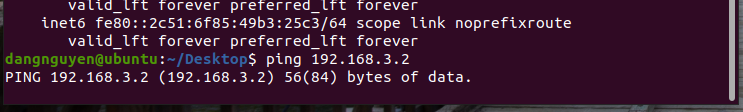 valid_lft forever preferred_lft forever
inet6 fe80::2c51:6f85:49b3:25c3/64 scope link noprefixroute
valid_lft forever preferred_lft forever
dangnguyen@ubuntu:~/Desktop$ ping 192.168.3.2
PING 192.168.3.2 (192.168.3.2) 56(84) bytes of data.